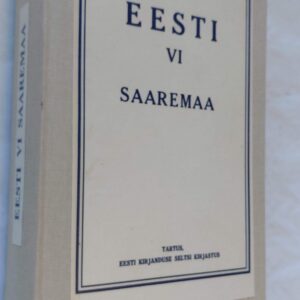 EESTI
VI
SAAREMAA
TARTUS,
EESTI KIRJANDUSE SELTSI KIRJASTUS
EESTI VI SAAREMAA